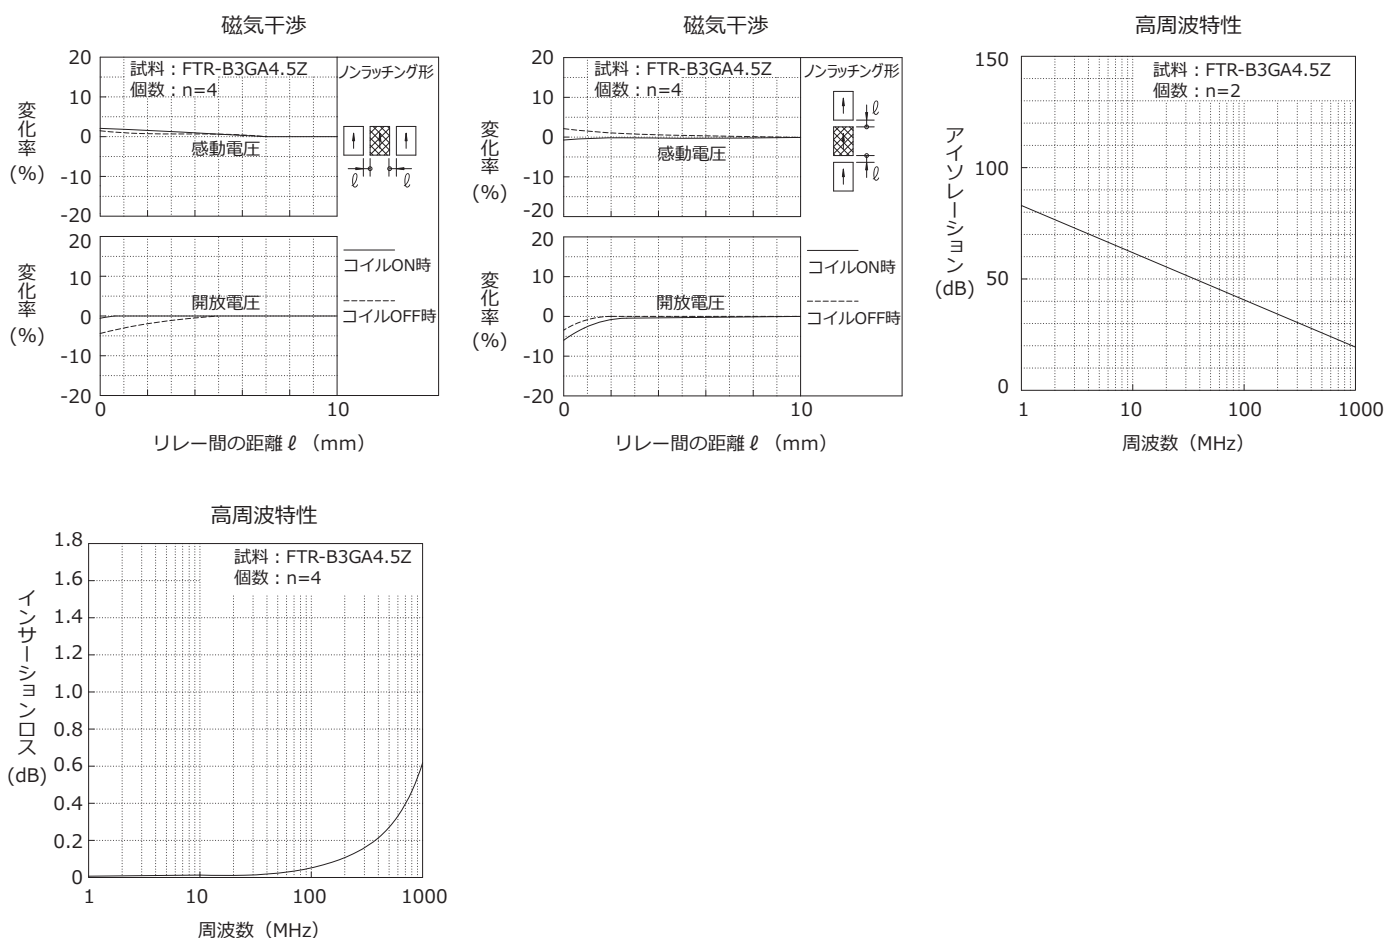 磁気干渉
20
10
0
-10
-20
変化率
(%)
試料：FTR-B3GA4.5Z
個数：n=4
感動電圧
ノンラッチング形
ℓ
ℓ
20
10
0
-10
-20
変化率
(%)
開放電圧
コイルON時
コイルOFF時
0
10
リレー間の距離 ℓ （mm）
磁気干渉
20
10
0
-10
-20
変化率
(%)
試料：FTR-B3GA4.5Z
個数：n=4
感動電圧
ノンラッチング形
ℓ
ℓ
20
10
0
-10
-20
変化率
(%)
開放電圧
コイルON時
コイルOFF時
0
10
リレー間の距離 ℓ （mm）
高周波特性
150
100
50
0
アイソレーション
(dB)
試料：FTR-B3GA4.5Z
個数：n=2
1
10
100
1000
周波数（MHz）
高周波特性
1.8
1.6
1.4
1.2
1.0
0.8
0.6
0.4
0.2
0
インサーションロス
(dB)
試料：FTR-B3GA4.5Z
個数：n=4
1
10
100
1000
周波数（MHz）